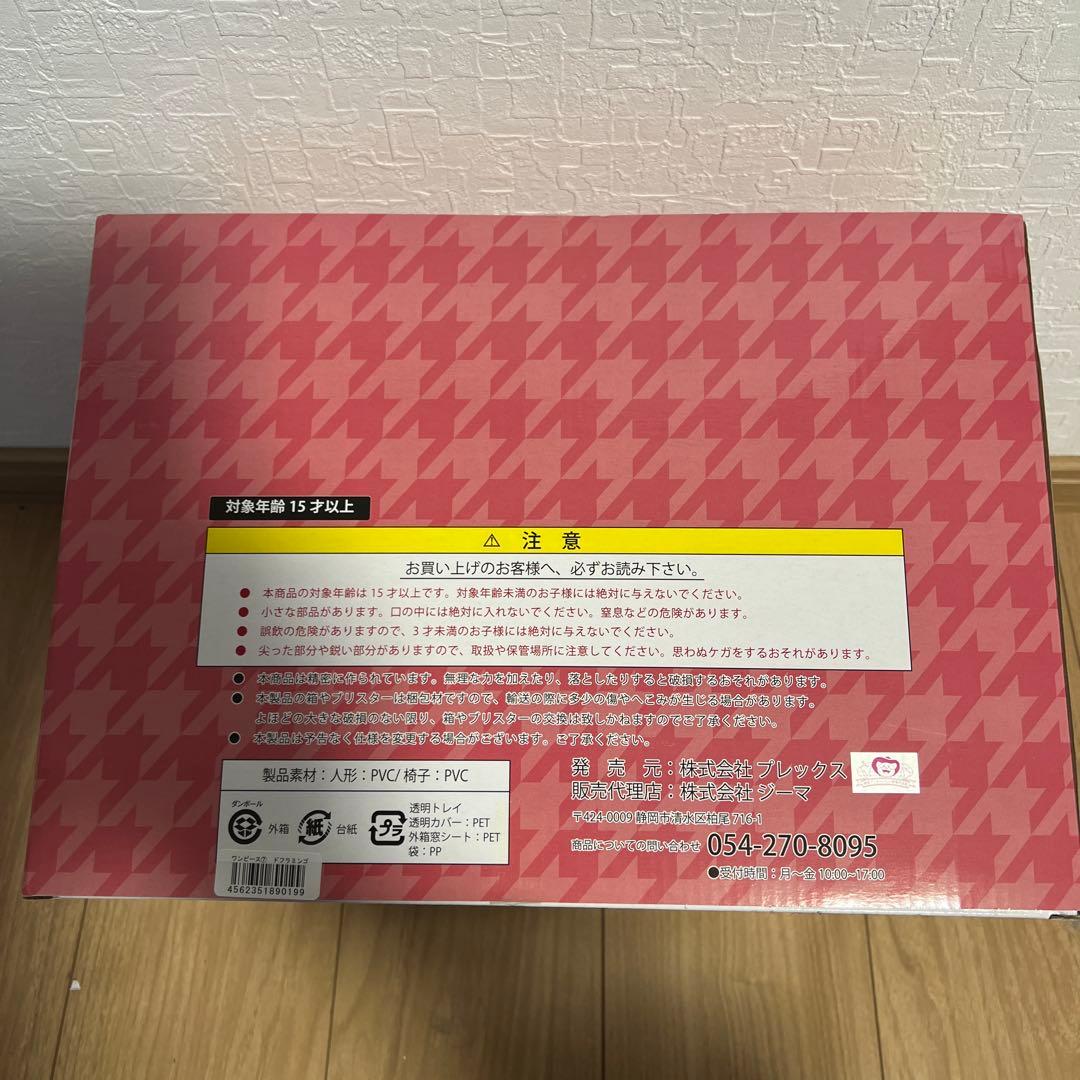 対象年齢 15 才以上
⚠ 注 意
お買い上げのお客様へ、必ずお読み下さい。
● 本商品の対象年齢は 15 才以上です。対象年齢未満のお子様には絶対に与えないでください。
● 小さな部品があります。口の中には絶対に入れないでください。窒息などの危険があります。
● 誤飲の危険がありますので、3 才未満のお子様には絶対に与えないでください。
● 尖った部分や鋭い部分がありますので、取扱や保管場所に注意してください。思わぬケガをするおそれがあります。
● 本商品は精密に作られています。無理な力を加えたり、落としたりすると破損するおそれがあります。
● 本製品の箱やブリスターは梱包材ですので、輸送の際に多少の傷やへこみが生じる場合があります。
よほどの大きな破損のない限り、箱やブリスターの交換は致しかねますのでご了承ください。
● 本製品は予告なく仕様を変更する場合がございます。ご了承ください。
製品素材：人形：PVC/ 椅子：PVC
ダンボール
外箱
紙
台紙
プラ
透明トレイ
透明カバー：PET
外箱窓シート：PET
袋：PP
ワンピース⑦ ドフラミンゴ
4562351890199
発 売 元：株式会社 プレックス
販売代理店：株式会社 ジーマ
〒424-0009 静岡市清水区柏尾 716-1
商品についての問い合わせ 054-270-8095
●受付時間：月～金 10:00~17:00